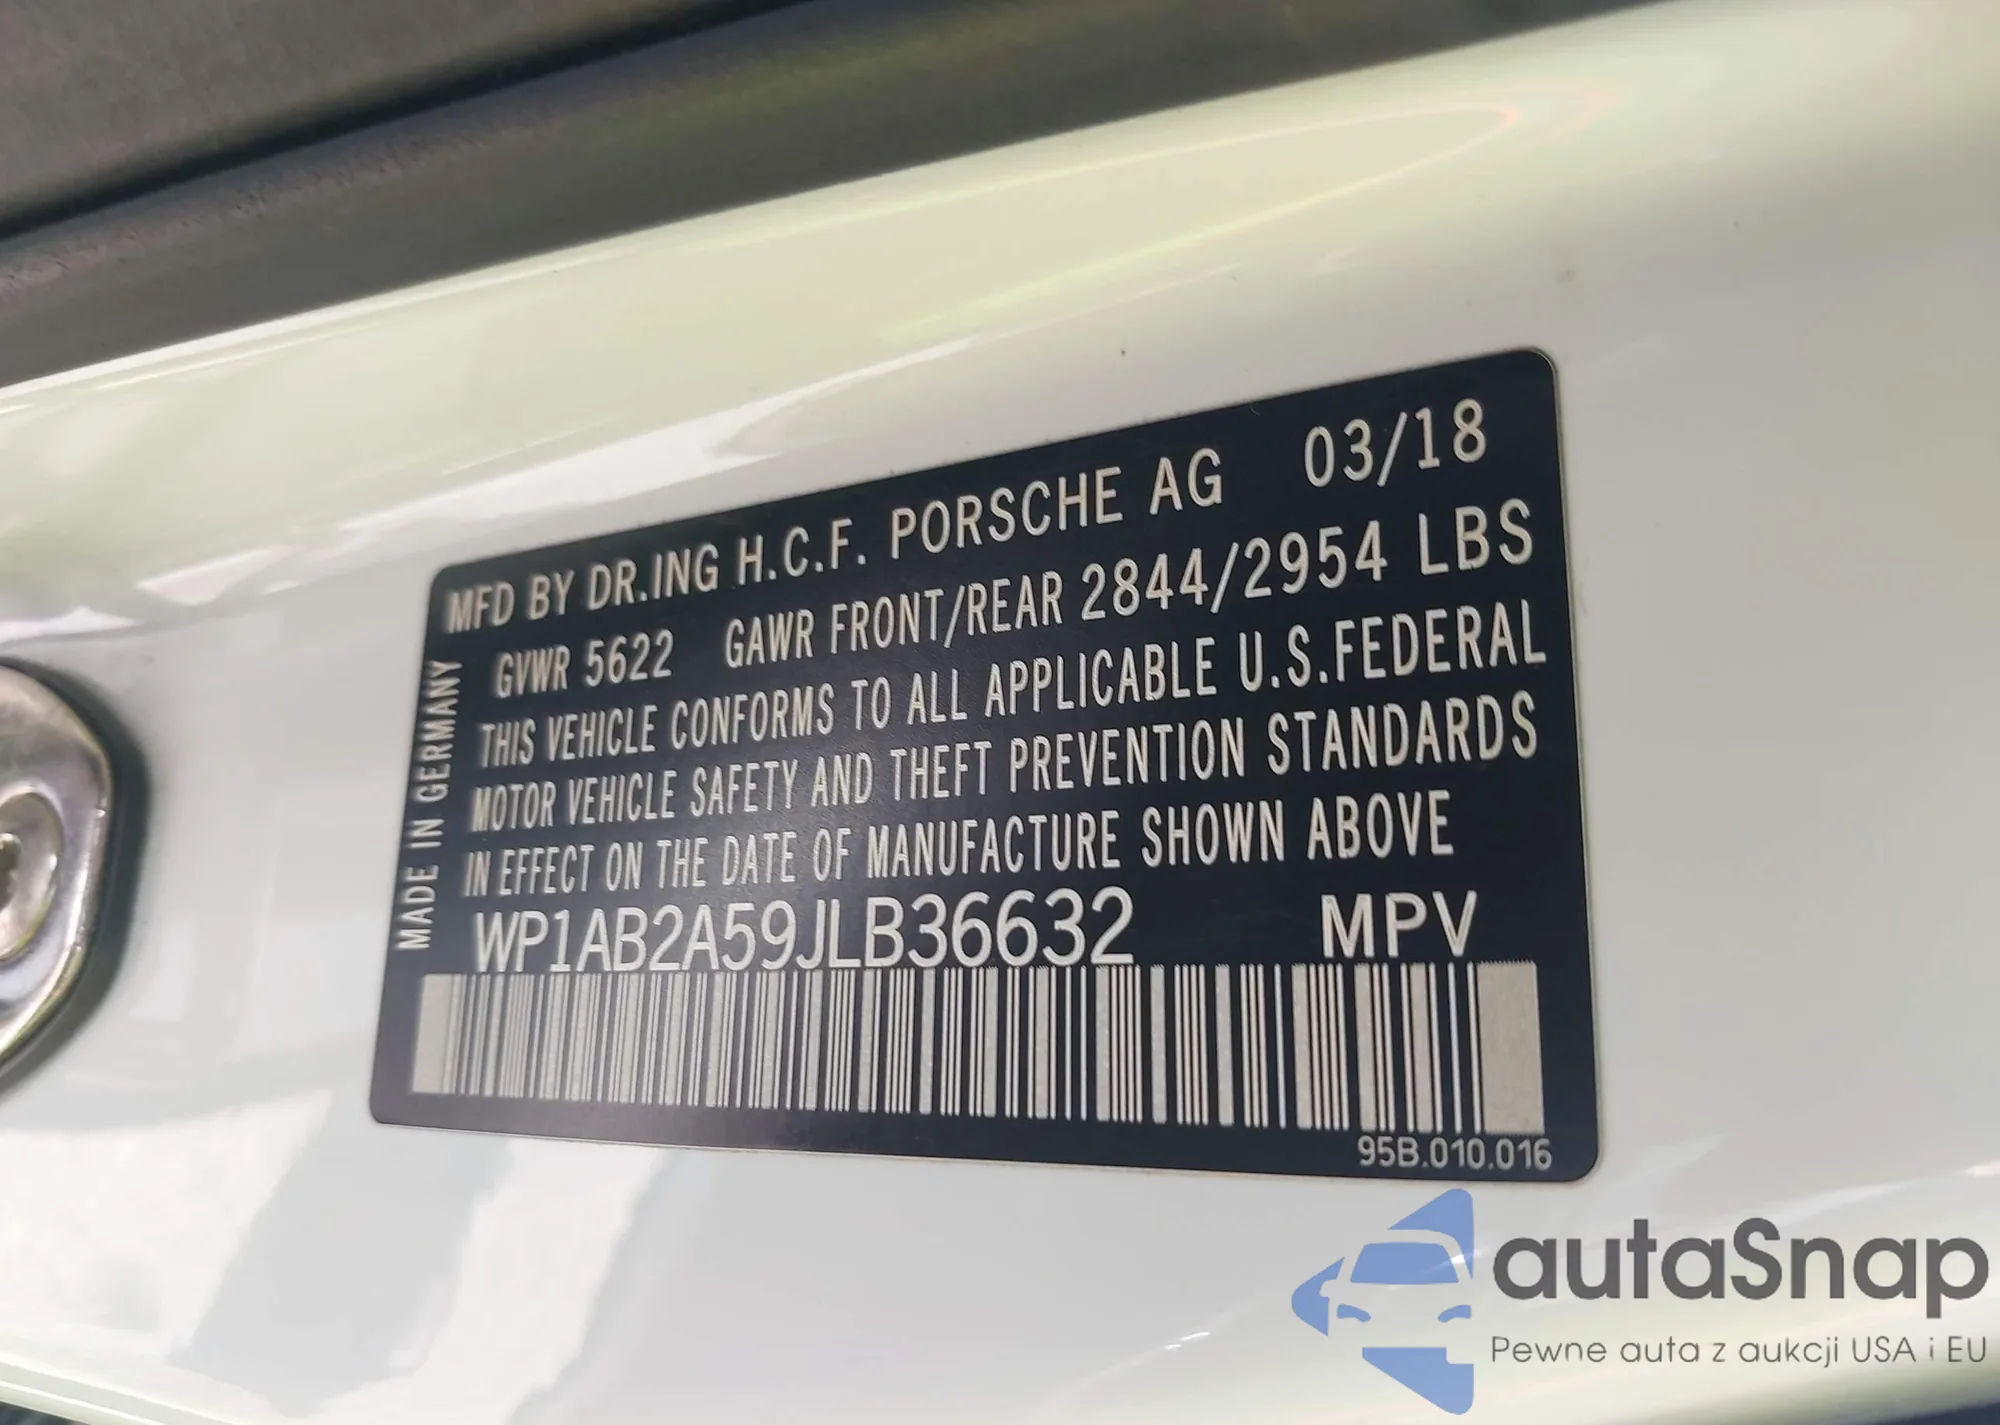 MFD BY DR.ING H.C.F. PORSCHE AG 03/18
GVWR 5622 GAWR FRONT/REAR 2844/2954 LBS
THIS VEHICLE CONFORMS TO ALL APPLICABLE U.S.FEDERAL
MOTOR VEHICLE SAFETY AND THEFT PREVENTION STANDARDS
IN EFFECT ON THE DATE OF MANUFACTURE SHOWN ABOVE
WP1AB2A59JLB36632 MPV
MADE IN GERMANY
95B.010.016
autaSnap
Pewne auta z aukcji USA i EU